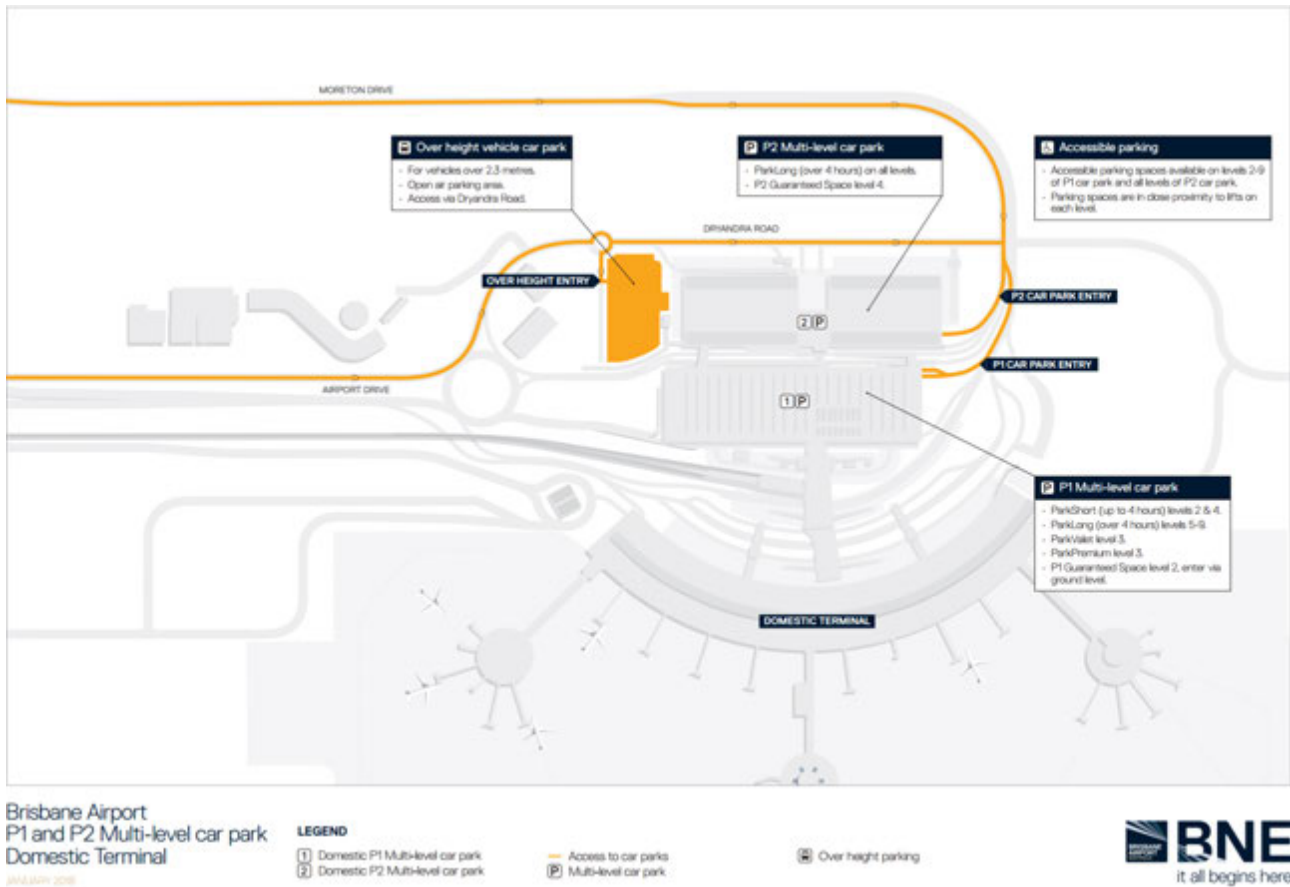 MORETON DRIVE
Over height vehicle car park
- For vehicles over 2.3 metres.
- Open air parking area.
- Access via Dryandra Road.
P2 Multi-level car park
- ParkLong (over 4 hours) on all levels.
- P2 Guaranteed Space level 4.
Accessible parking
- Accessible parking spaces available on levels 2-9
of P1 car park and all levels of P2 car park.
- Parking spaces are in close proximity to lifts on
each level.
DRYANDRA ROAD
OVER HEIGHT ENTRY
P2 CAR PARK ENTRY
2 P
P1 CAR PARK ENTRY
AIRPORT DRIVE
1 P
P1 Multi-level car park
- ParkShort (up to 4 hours) levels 2 & 4.
- ParkLong (over 4 hours) levels 5-9.
- ParkValet level 3.
- ParkPremium level 3.
- P1 Guaranteed Space level 2, enter via
ground level.
DOMESTIC TERMINAL
Brisbane Airport
P1 and P2 Multi-level car park
Domestic Terminal
JANUARY 2018
LEGEND
1 Domestic P1 Multi-level car park
2 Domestic P2 Multi-level car park
Access to car parks
P Multi-level car park
Over height parking
BRISBANE
AIRPORT
BNE
it all begins here